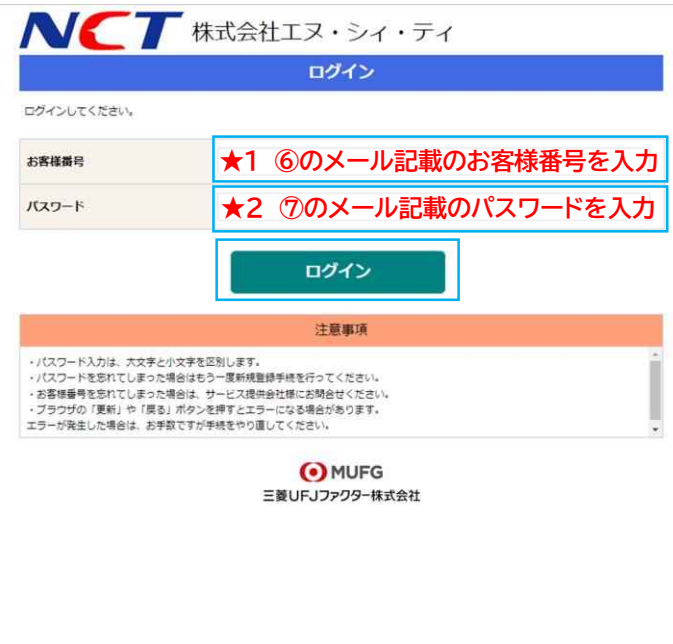 NCT 株式会社エヌ・シィ・ティ
ログイン
ログインしてください。
お客様番号 ★1 ⑥のメール記載のお客様番号を入力
パスワード ★2 ⑦のメール記載のパスワードを入力
ログイン
注意事項
・パスワード入力は、大文字と小文字を区別します。
・パスワードを忘れてしまった場合はもう一度新規登録手続を行ってください。
・お客様番号を忘れてしまった場合は、サービス提供会社様にお問合せください。
・ブラウザの「更新」や「戻る」ボタンを押すとエラーになる場合があります。
エラーが発生した場合は、お手数ですが手続をやり直してください。
MUFG
三菱UFJファクター株式会社